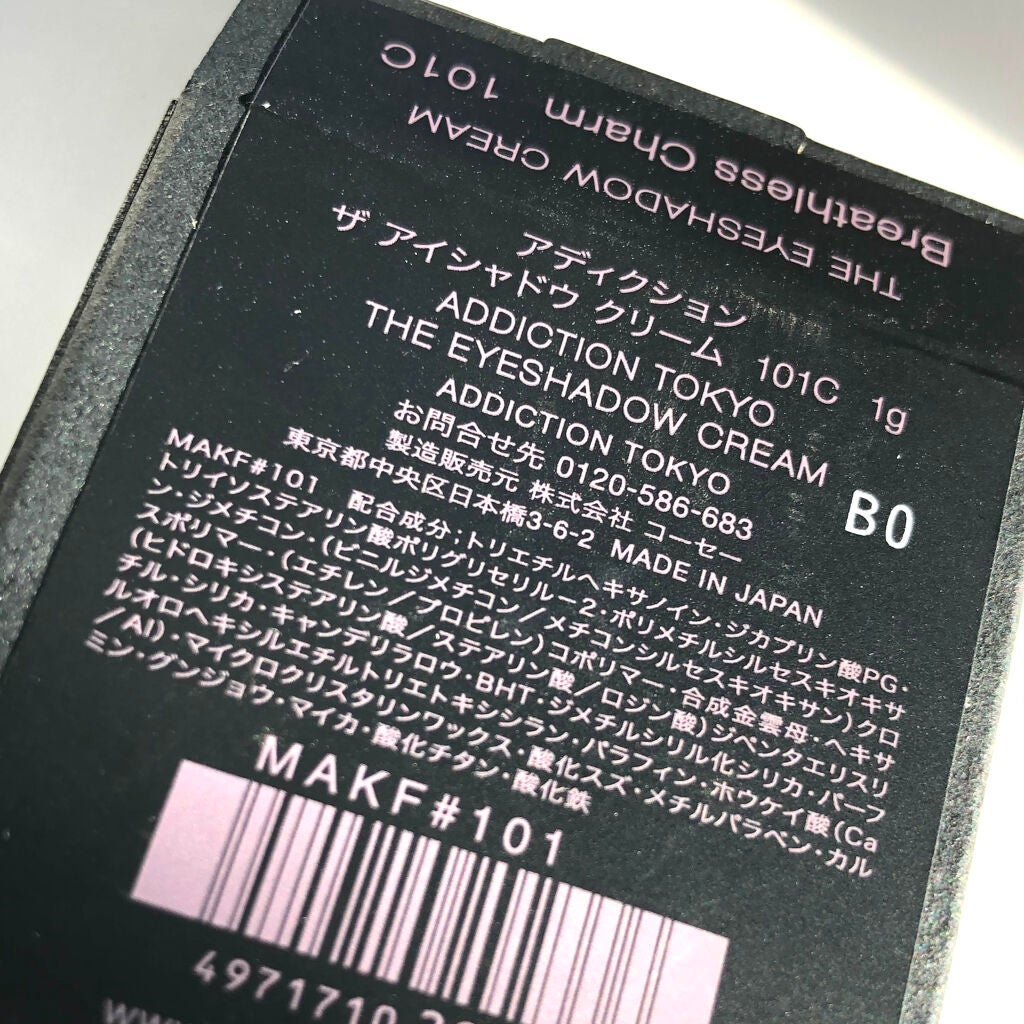 Breathless Charm 101C
THE EYESHADOW CREAM
アディクション
ザ アイシャドウ クリーム 101C 1g
ADDICTION TOKYO
THE EYESHADOW CREAM
ADDICTION TOKYO
お問合せ先 0120-586-683
製造販売元 株式会社 コーセー
東京都中央区日本橋3-6-2 MADE IN JAPAN
B0
MAKF#101 配合成分:トリエチルヘキサノイン・ジカプリン酸PG・
トリイソステアリン酸ポリグリセリル-2・ポリメチルシルセスキオキサ
ン・ジメチコン・(ビニルジメチコン/メチコンシルセスキオキサン)クロ
スポリマー・(エチレン/プロピレン)コポリマー・合成金雲母・ヘキサ
(ヒドロキシステアリン酸/ステアリン酸/ロジン酸)ジペンタエリスリ
チル・シリカ・キャンデリラロウ・BHT・ジメチルシリル化シリカ・パーフ
ルオロヘキシルエチルトリエトキシシラン・パラフィン・ホウケイ酸(Ca
/Al)・マイクロクリスタリンワックス・酸化スズ・メチルパラベン・カル
ミン・グンジョウ・マイカ・酸化チタン・酸化鉄
MAKF#101
4971710